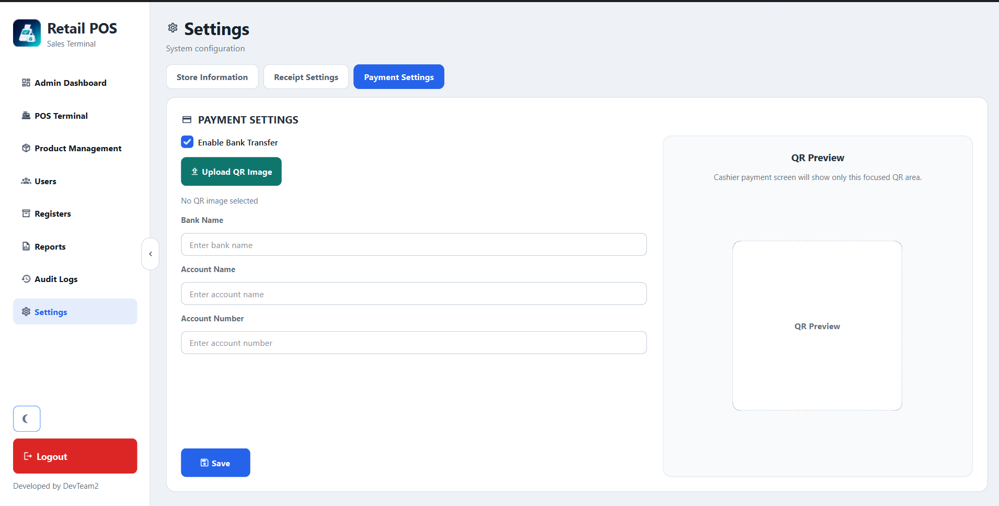 Retail POS
Sales Terminal
Admin Dashboard
POS Terminal
Product Management
Users
Registers
Reports
Audit Logs
Settings
Logout
Developed by DevTeam2
Settings
System configuration
Store Information
Receipt Settings
Payment Settings
PAYMENT SETTINGS
Enable Bank Transfer
Upload QR Image
No QR image selected
Bank Name
Enter bank name
Account Name
Enter account name
Account Number
Enter account number
Save
QR Preview
Cashier payment screen will show only this focused QR area.
QR Preview